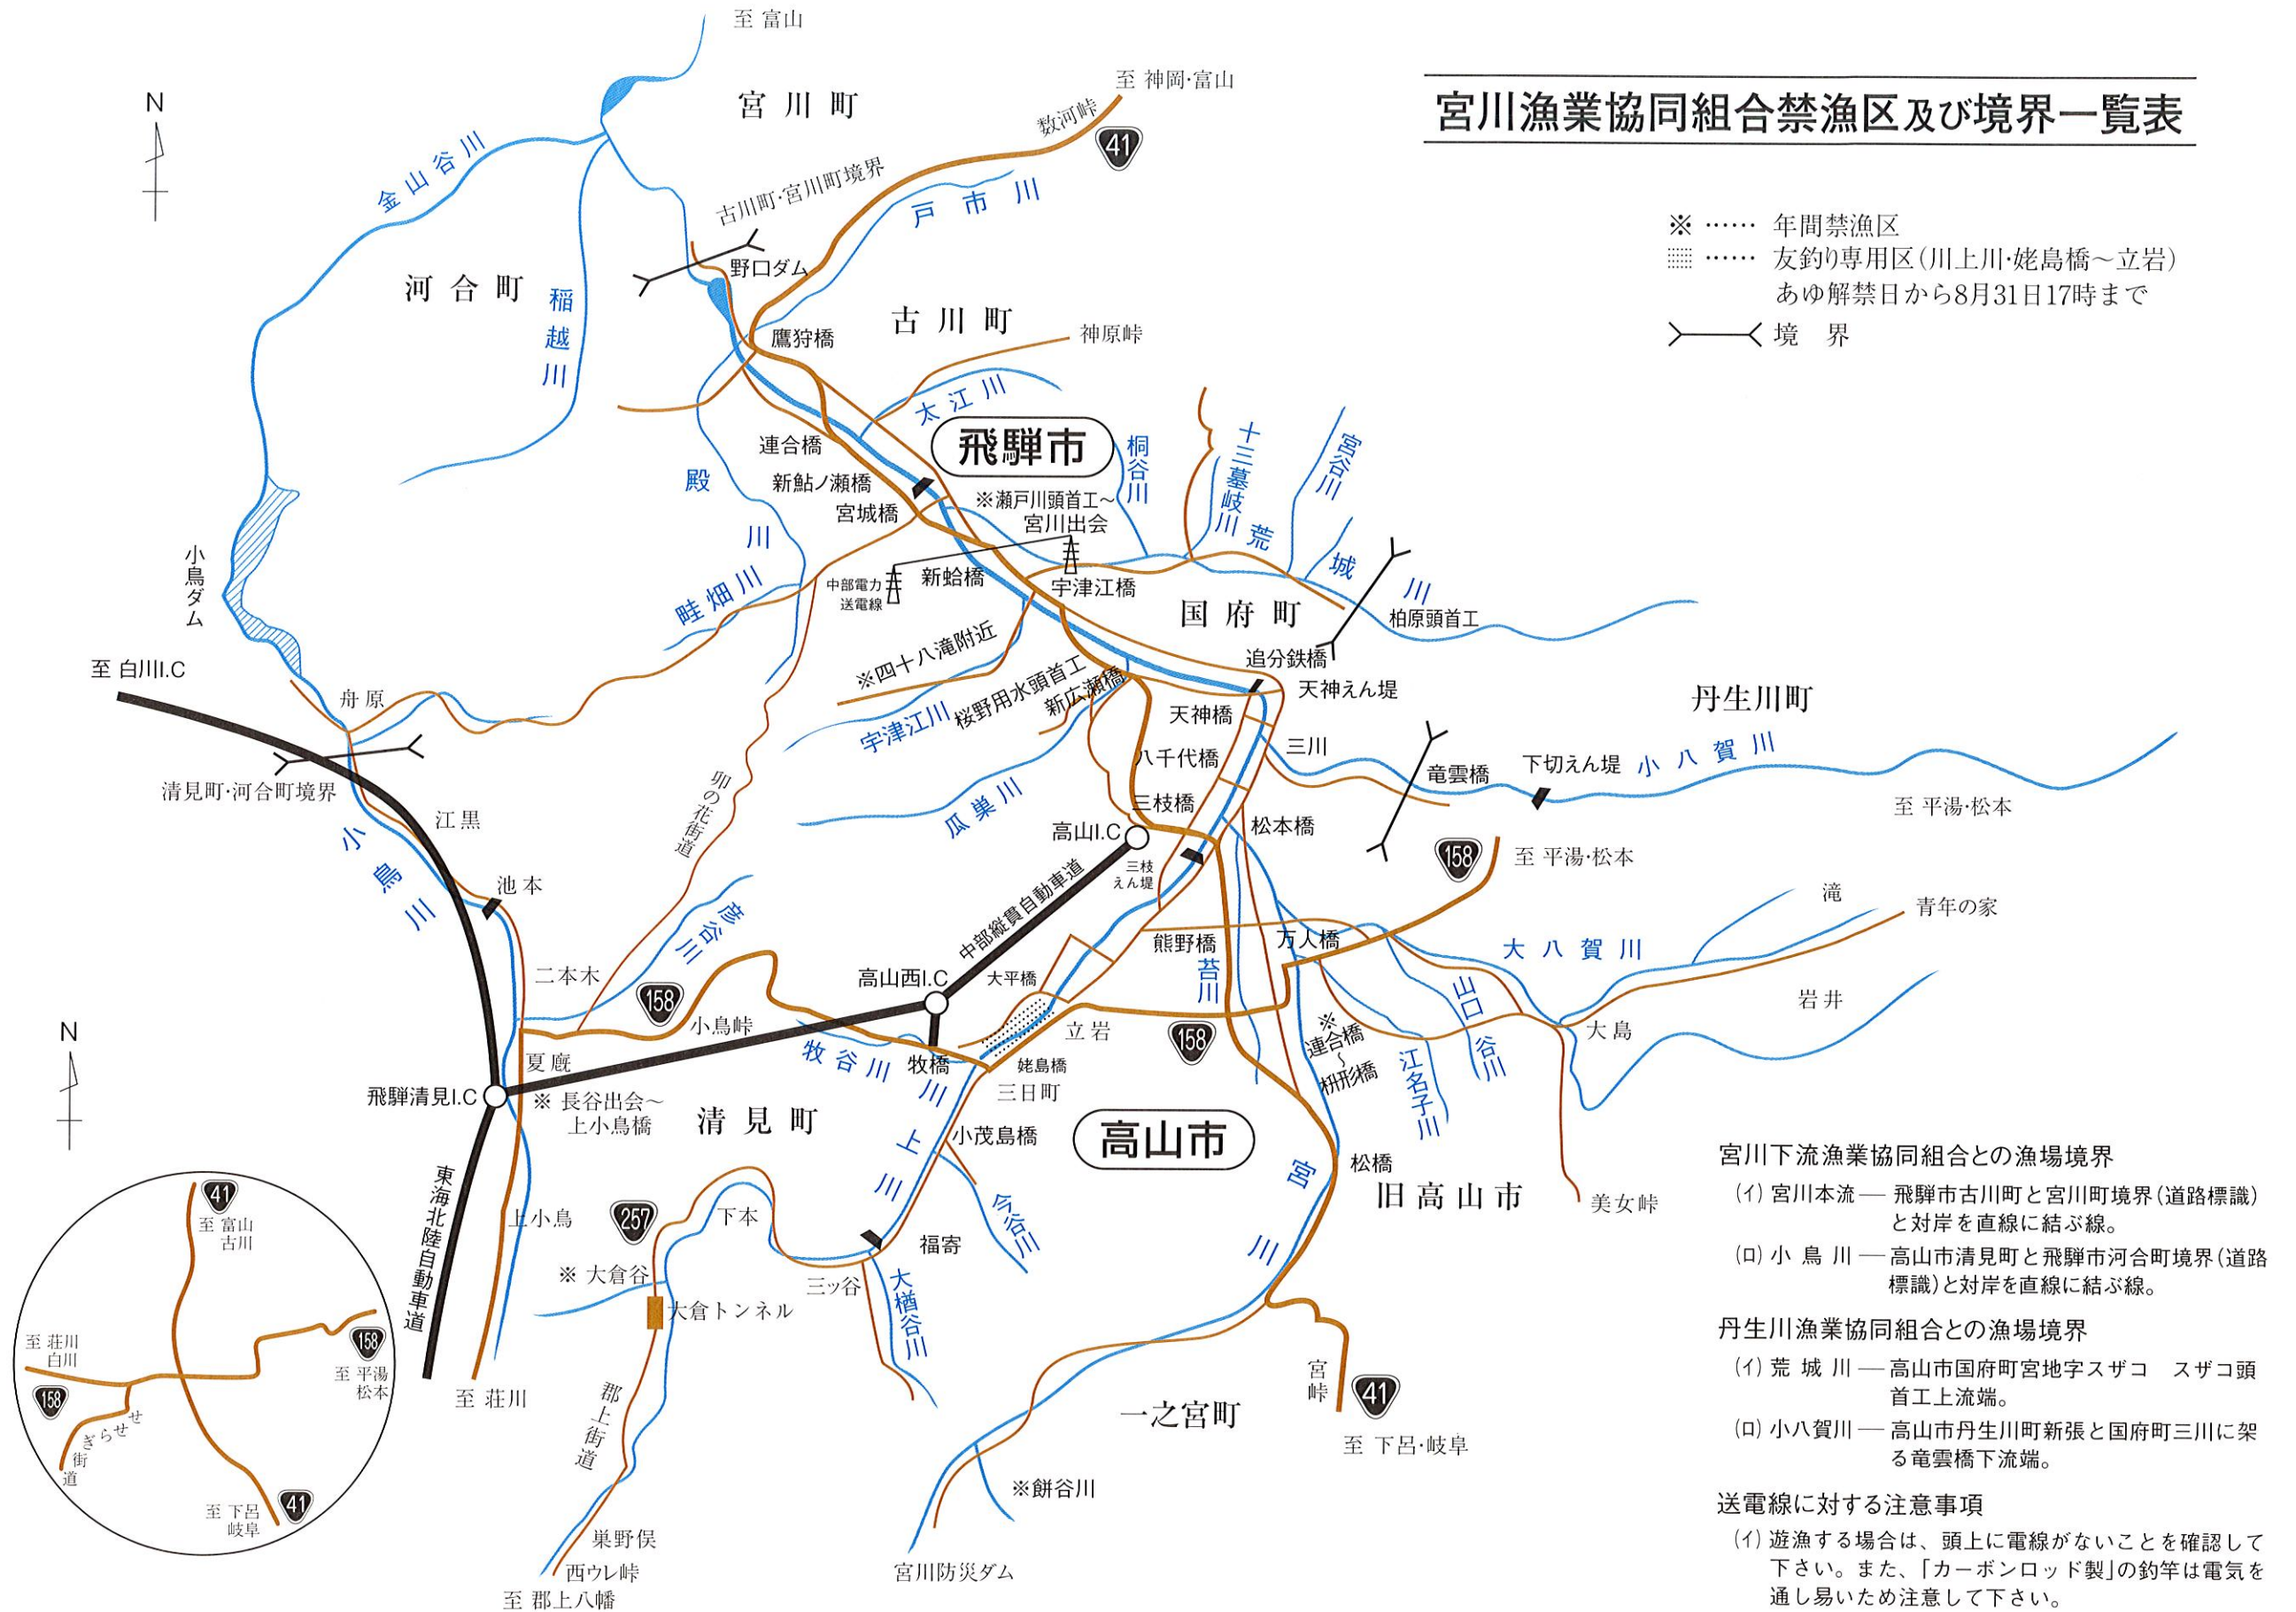 宮川漁業協同組合禁漁区及び境界一覧表
※ …… 年間禁漁区
…… 友釣り専用区(川上川・姥島橋～立岩)
あゆ解禁日から8月31日17時まで
境 界
至 富山
N
宮川町
至 神岡・富山
数河峠
41
金山谷川
古川町・宮川町境界
戸市川
野口ダム
河合町
稲越川
古川町
鷹狩橋
神原峠
太江川
飛騨市
連合橋
桐谷川
十三墓岐川
宮谷川
殿川
新鮎ノ瀬橋
※瀬戸川頭首工～
宮川出会
宮城橋
荒城川
小鳥ダム
畦畑川
中部電力
送電線
新蛤橋
宇津江橋
国府町
柏原頭首工
※四十八滝附近
追分鉄橋
至 白川I.C
舟原
桜野用水頭首工
新広瀬橋
天神えん堤
丹生川町
宇津江川
天神橋
三川
清見町・河合町境界
卯の花街道
八千代橋
竜雲橋
下切えん堤
小八賀川
至 平湯・松本
江黒
瓜巣川
三枝橋
小鳥川
高山I.C
松本橋
158
至 平湯・松本
三枝
えん堤
池本
中部縦貫自動車道
滝
青年の家
彦谷川
熊野橋
万人橋
大八賀川
二本木
158
高山西I.C
大平橋
苔川
山口谷川
岩井
小鳥峠
立岩
158
大島
N
夏厩
牧谷川
牧橋
姥島橋
※連合橋～枡形橋
江名子川
飛騨清見I.C
※ 長谷出会～
上小鳥橋
清見町
川上川
三日町
小茂島橋
高山市
宮川
松橋
旧高山市
美女峠
東海北陸自動車道
上小鳥
257
下本
今谷川
福寄
※ 大倉谷
三ッ谷
大楢谷川
大倉トンネル
至 荘川
郡上街道
宮峠
41
一之宮町
至 下呂・岐阜
※餅谷川
巣野俣
西ウレ峠
至 郡上八幡
宮川防災ダム
41
至 富山
古川
至 荘川
白川
158
158
至 平湯
松本
せせらぎ街道
至 下呂
岐阜
41
宮川下流漁業協同組合との漁場境界
(イ) 宮川本流 ― 飛騨市古川町と宮川町境界(道路標識)
と対岸を直線に結ぶ線。
(ロ) 小 鳥 川 ― 高山市清見町と飛騨市河合町境界(道路
標識)と対岸を直線に結ぶ線。
丹生川漁業協同組合との漁場境界
(イ) 荒 城 川 ― 高山市国府町宮地字スザコ　スザコ頭
首工上流端。
(ロ) 小八賀川 ― 高山市丹生川町新張と国府町三川に架
る竜雲橋下流端。
送電線に対する注意事項
(イ) 遊漁する場合は、頭上に電線がないことを確認して
下さい。また、「カーボンロッド製」の釣竿は電気を
通し易いため注意して下さい。